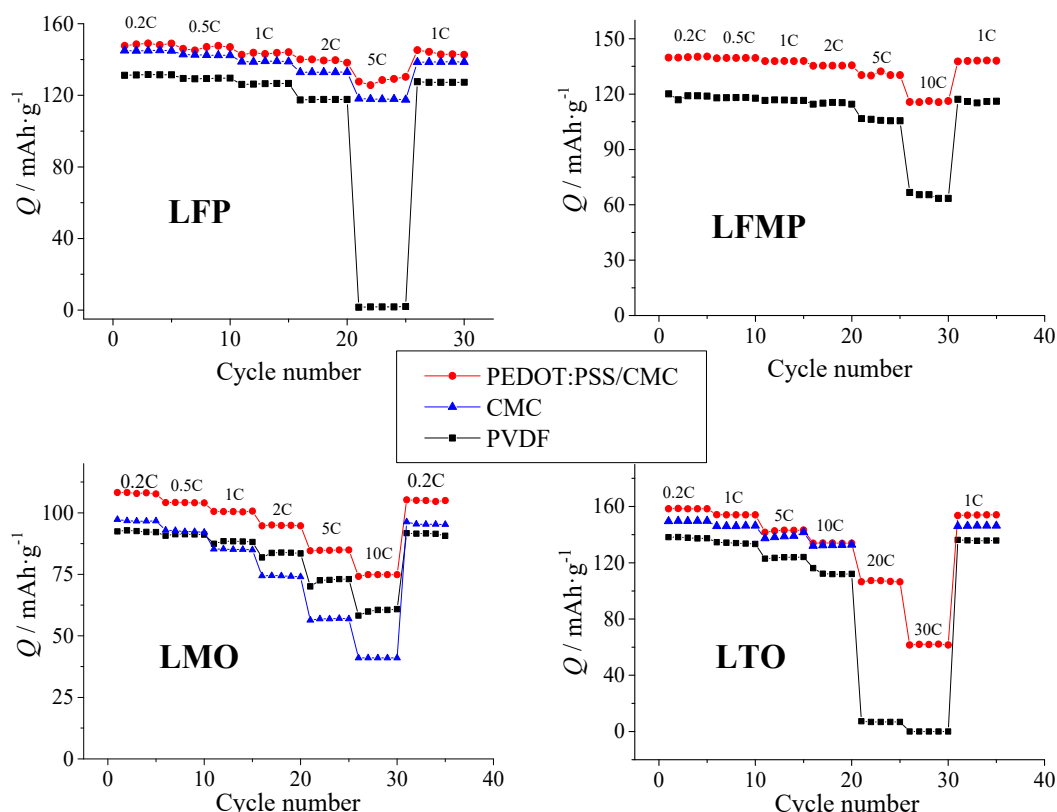 0.2C 0.5C 1C 2C 5C 1C
160
120
80
40
0
Q / mAh·g-1
LFP
0 10 20 30
Cycle number
0.2C 0.5C 1C 2C 5C 10C 1C
150
120
90
60
30
0
Q / mAh·g-1
LFMP
0 10 20 30 40
Cycle number
PEDOT:PSS/CMC
CMC
PVDF
0.2C 0.5C 1C 2C 5C 10C 0.2C
100
75
50
25
0
Q / mAh·g-1
LMO
0 10 20 30 40
Cycle number
0.2C 1C 5C 10C 20C 30C 1C
160
120
80
40
0
Q / mAh·g-1
LTO
0 10 20 30 40
Cycle number